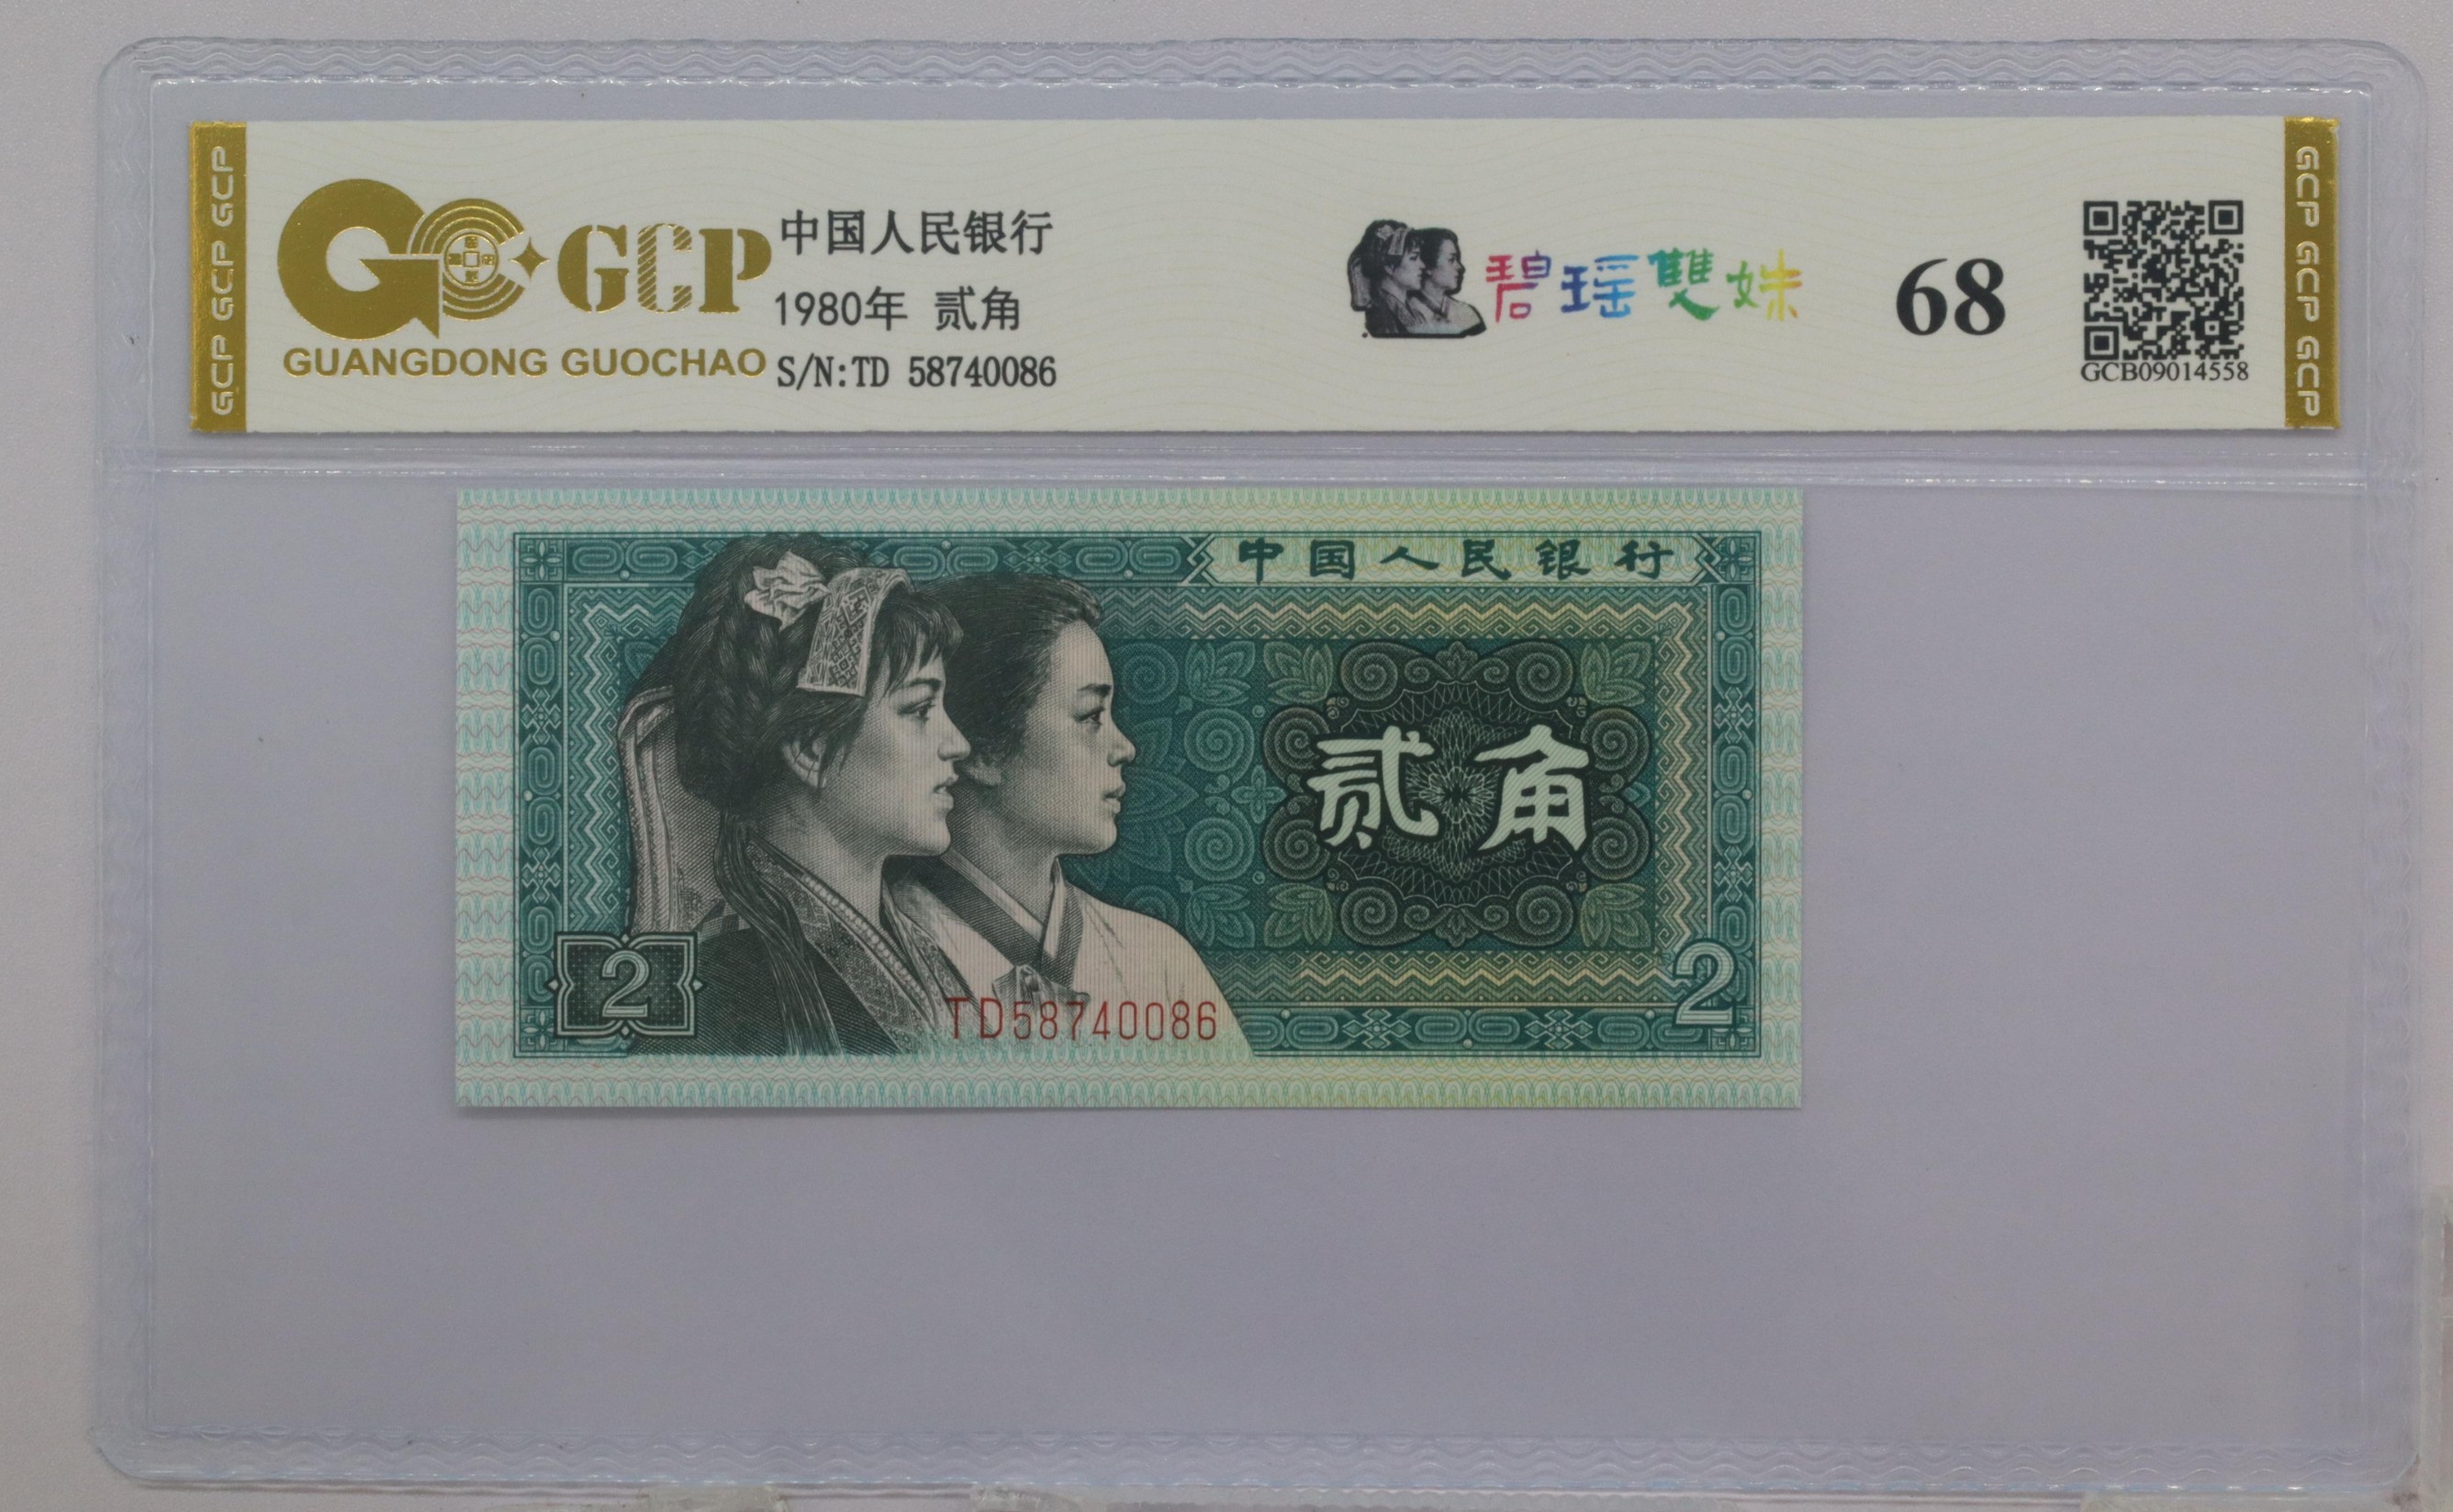 GCP GCP GCP
GCP
GUANGDONG GUOCHAO
中国人民银行
1980年 贰角
S/N:TD 58740086
碧瑶雙姝
68
GCB09014558
GCP GCP GCP
中国人民银行
贰角
2
TD58740086
2